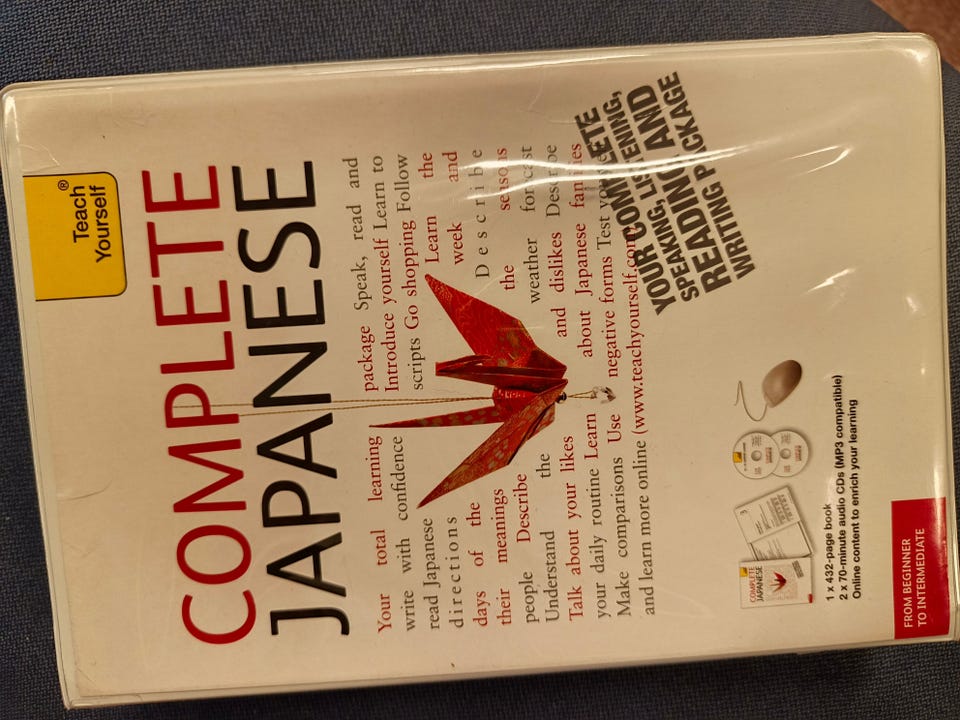 Teach
Yourself®
COMPLETE
JAPANESE
Your total learning package Speak, read and
write with confidence Introduce yourself Learn to
read Japanese scripts Go shopping Follow
directions Learn the
days of the week and
their meanings Describe
people Describe the seasons
Understand the weather forecast
Talk about your likes and dislikes Describe
your daily routine Learn about Japanese families
Make comparisons Use negative forms Test
and learn more online (www.teachyourself.com
YOUR COMPLETE
SPEAKING, LISTENING,
READING AND
WRITING PACKAGE
COMPLETE
JAPANESE
1 x 432-page book
2 x 70-minute audio CDs (MP3 compatible)
Online content to enrich your learning
FROM BEGINNER
TO INTERMEDIATE